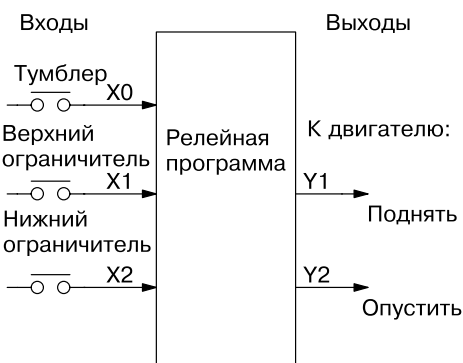 Входы
Выходы
Тумблер
X0
Верхний
ограничитель
X1
Нижний
ограничитель
X2
Релейная
программа
К двигателю:
Y1
Поднять
Y2
Опустить